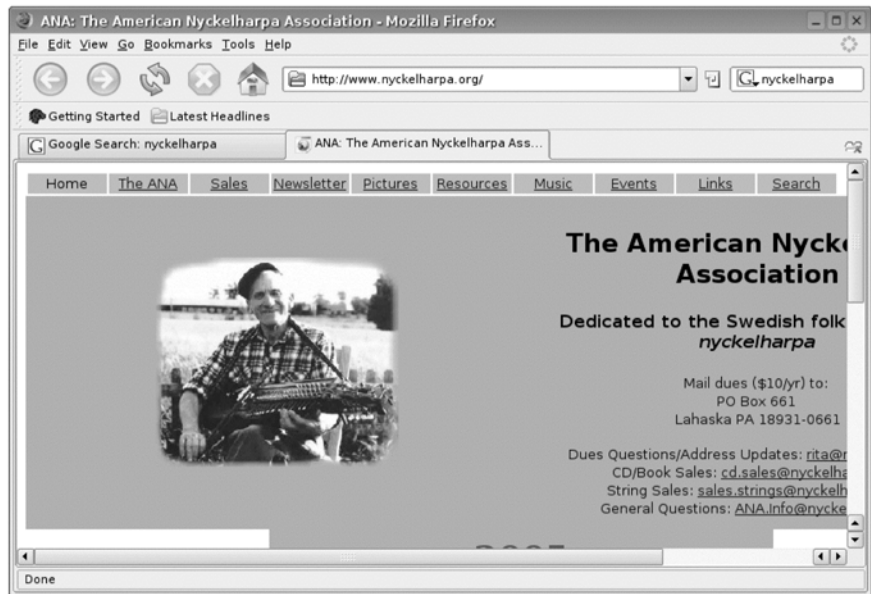 ANA: The American Nyckelharpa Association - Mozilla Firefox
File Edit View Go Bookmarks Tools Help
http://www.nyckelharpa.org/ G nyckelharpa
Getting Started Latest Headlines
G Google Search: nyckelharpa ANA: The American Nyckelharpa Ass...
Home The ANA Sales Newsletter Pictures Resources Music Events Links Search
The American Nycke
Association
Dedicated to the Swedish folk
nyckelharpa
Mail dues ($10/yr) to:
PO Box 661
Lahaska PA 18931-0661
Dues Questions/Address Updates: rita@
CD/Book Sales: cd.sales@nyckelha
String Sales: sales.strings@nyckelh
General Questions: ANA.Info@nycke
Done